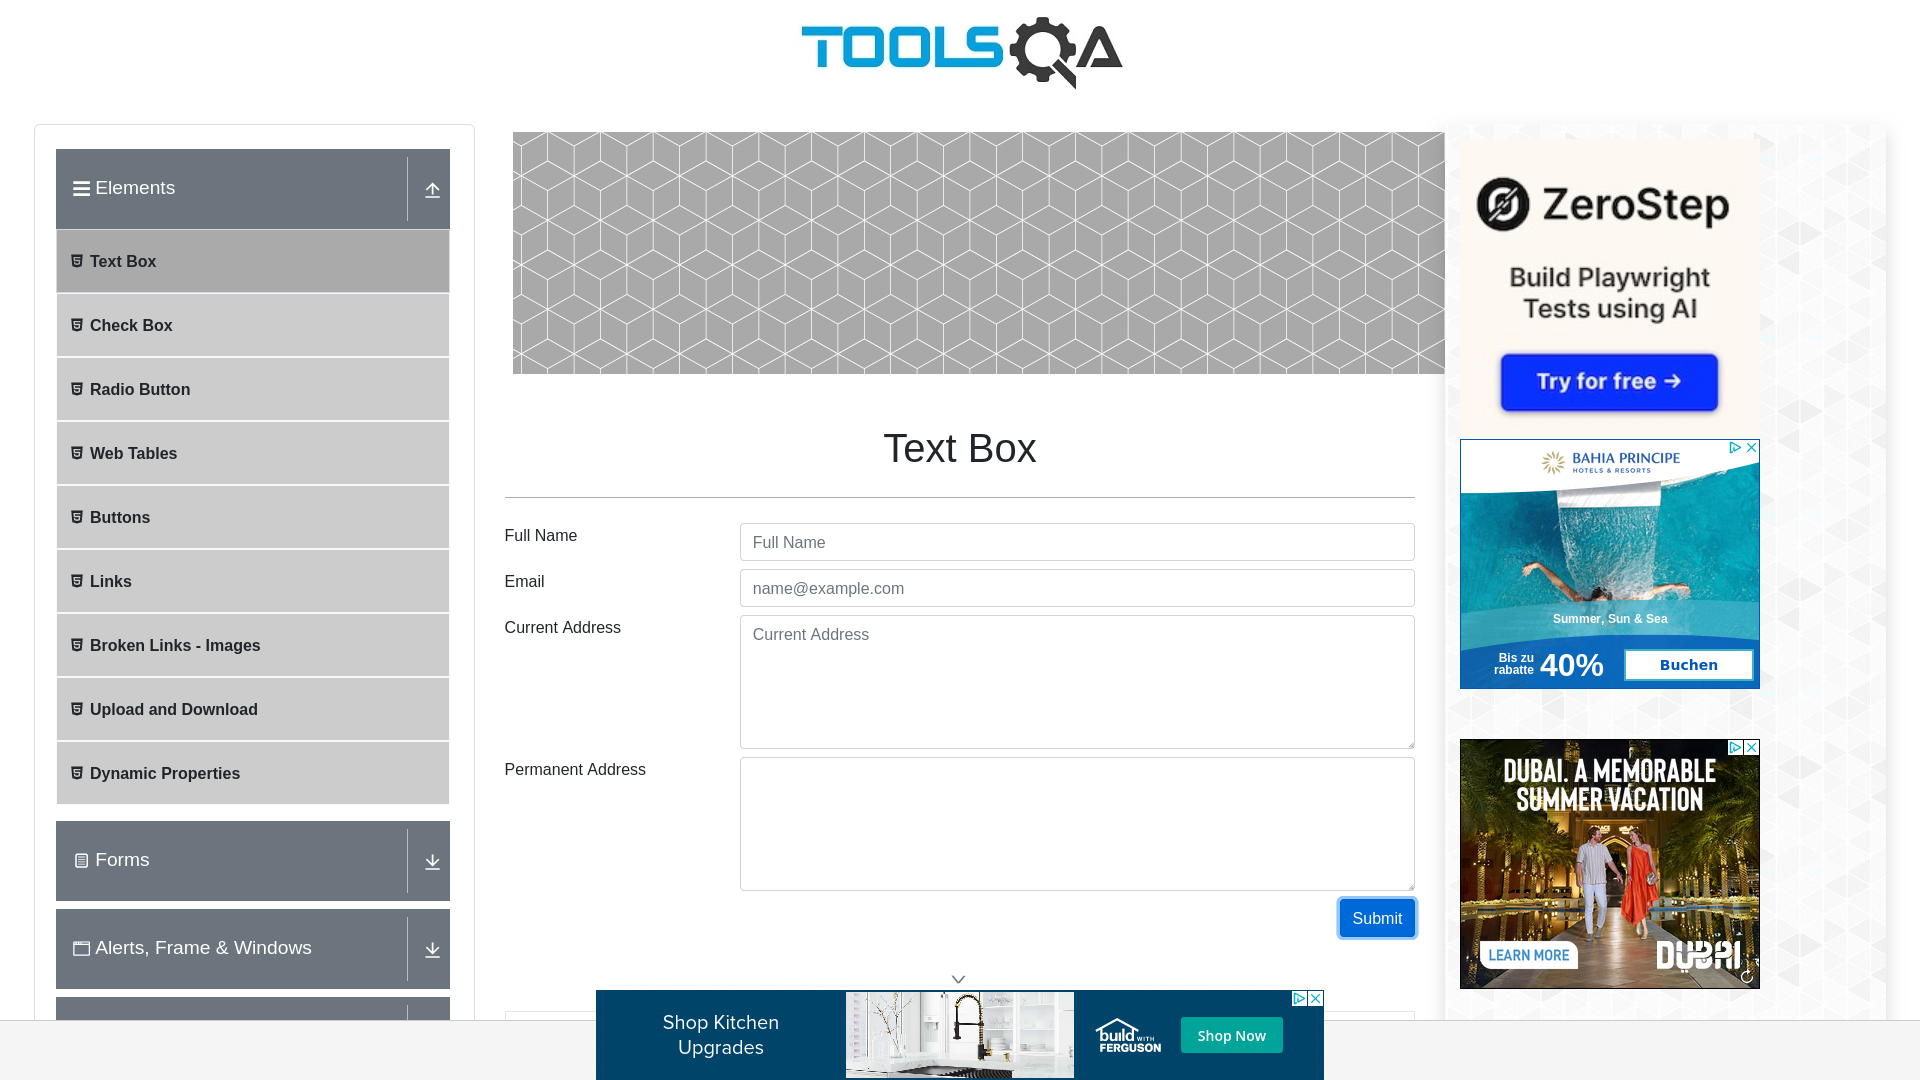 TOOLSQA
Elements
Text Box
Check Box
Radio Button
Web Tables
Buttons
Links
Broken Links - Images
Upload and Download
Dynamic Properties
Forms
Alerts, Frame & Windows
Text Box
Full Name
Full Name
Email
name@example.com
Current Address
Current Address
Permanent Address
Submit
ZeroStep
Build Playwright
Tests using AI
Try for free →
BAHIA PRINCIPE
HOTELS & RESORTS
Summer, Sun & Sea
Bis zu
rabatte
40%
Buchen
DUBAI. A MEMORABLE
SUMMER VACATION
LEARN MORE
DUBAI
Shop Kitchen
Upgrades
build WITH
FERGUSON
Shop Now